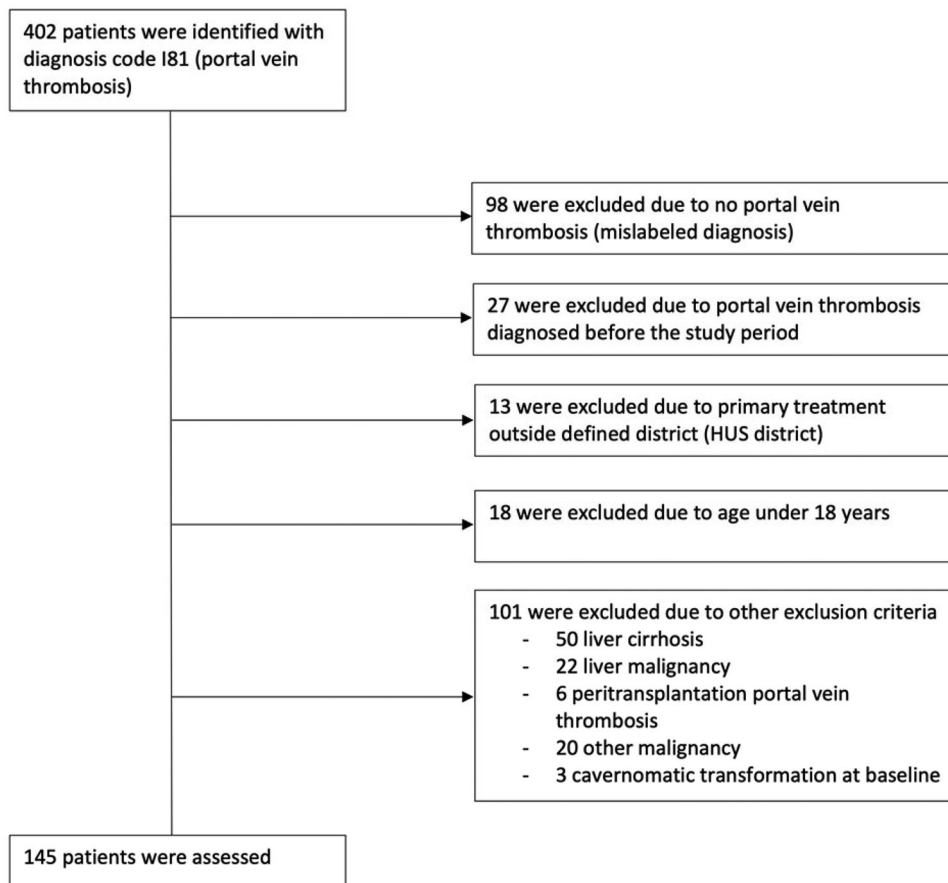 402 patients were identified with
diagnosis code I81 (portal vein
thrombosis)
98 were excluded due to no portal vein
thrombosis (mislabeled diagnosis)
27 were excluded due to portal vein thrombosis
diagnosed before the study period
13 were excluded due to primary treatment
outside defined district (HUS district)
18 were excluded due to age under 18 years
101 were excluded due to other exclusion criteria
- 50 liver cirrhosis
- 22 liver malignancy
- 6 peritransplantation portal vein
thrombosis
- 20 other malignancy
- 3 cavernomatic transformation at baseline
145 patients were assessed